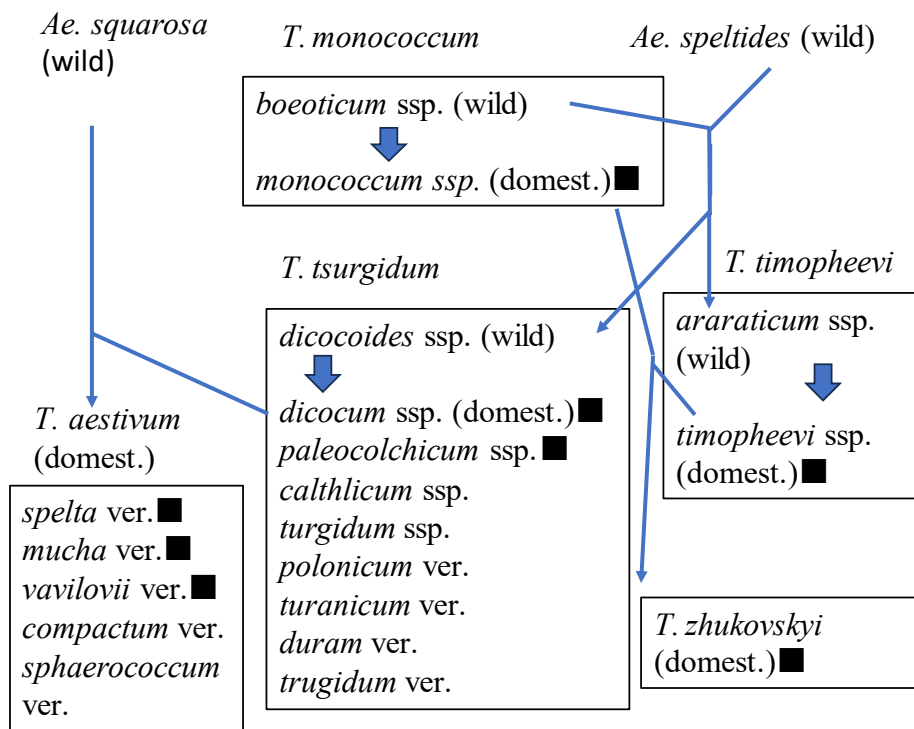 Ae. squarosa
(wild)
T. monococcum
Ae. speltides (wild)
boeoticum ssp. (wild)
monococcum ssp. (domest.) ■
T. tsurgidum
T. timopheevi
dicocoides ssp. (wild)
dicocum ssp. (domest.) ■
paleocolchicum ssp. ■
calthlicum ssp.
turgidum ssp.
polonicum ver.
turanicum ver.
duram ver.
trugidum ver.
araraticum ssp.
(wild)
timopheevi ssp.
(domest.) ■
T. aestivum
(domest.)
spelta ver. ■
mucha ver. ■
vavilovii ver. ■
compactum ver.
sphaerococcum
ver.
T. zhukovskyi
(domest.) ■